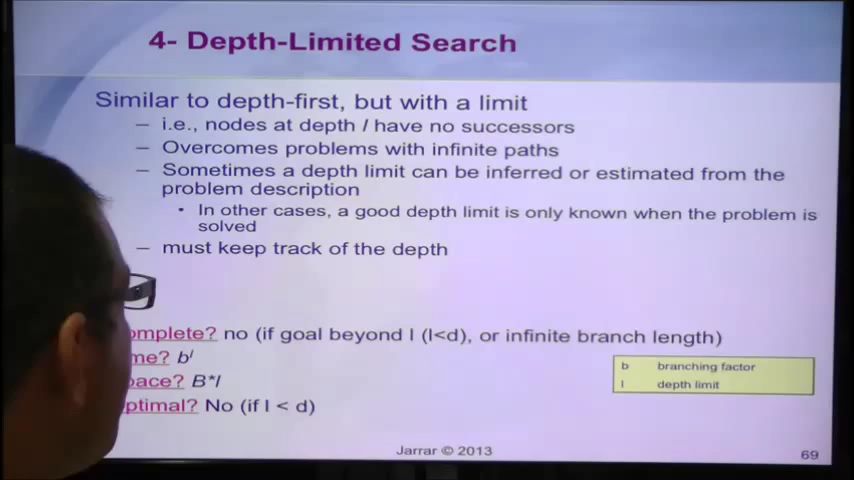 4- Depth-Limited Search
Similar to depth-first, but with a limit
– i.e., nodes at depth l have no successors
– Overcomes problems with infinite paths
– Sometimes a depth limit can be inferred or estimated from the
problem description
• In other cases, a good depth limit is only known when the problem is
solved
– must keep track of the depth
omplete? no (if goal beyond l (l<d), or infinite branch length)
me? b^l
pace? B*l
ptimal? No (if l < d)
b branching factor
l depth limit
Jarrar © 2013
69